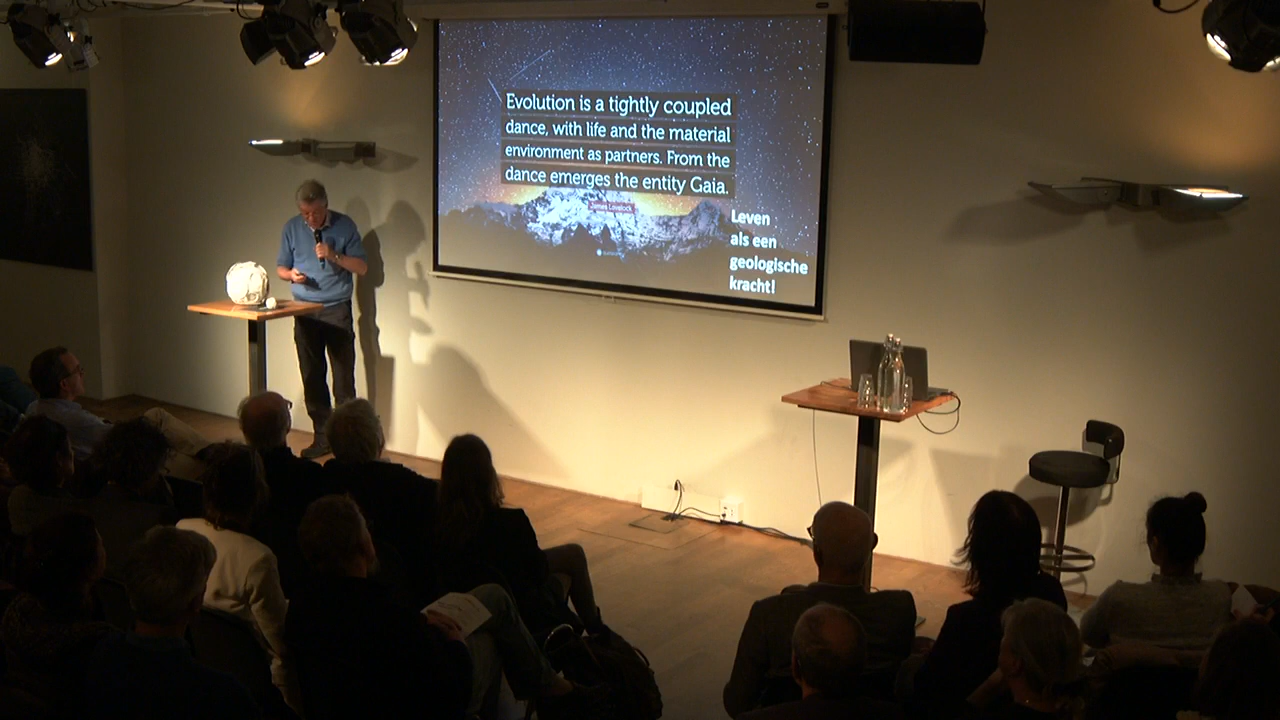 Evolution is a tightly coupled
dance, with life and the material
environment as partners. From the
dance emerges the entity Gaia.
James Lovelock
Leven
als een
geologische
kracht!